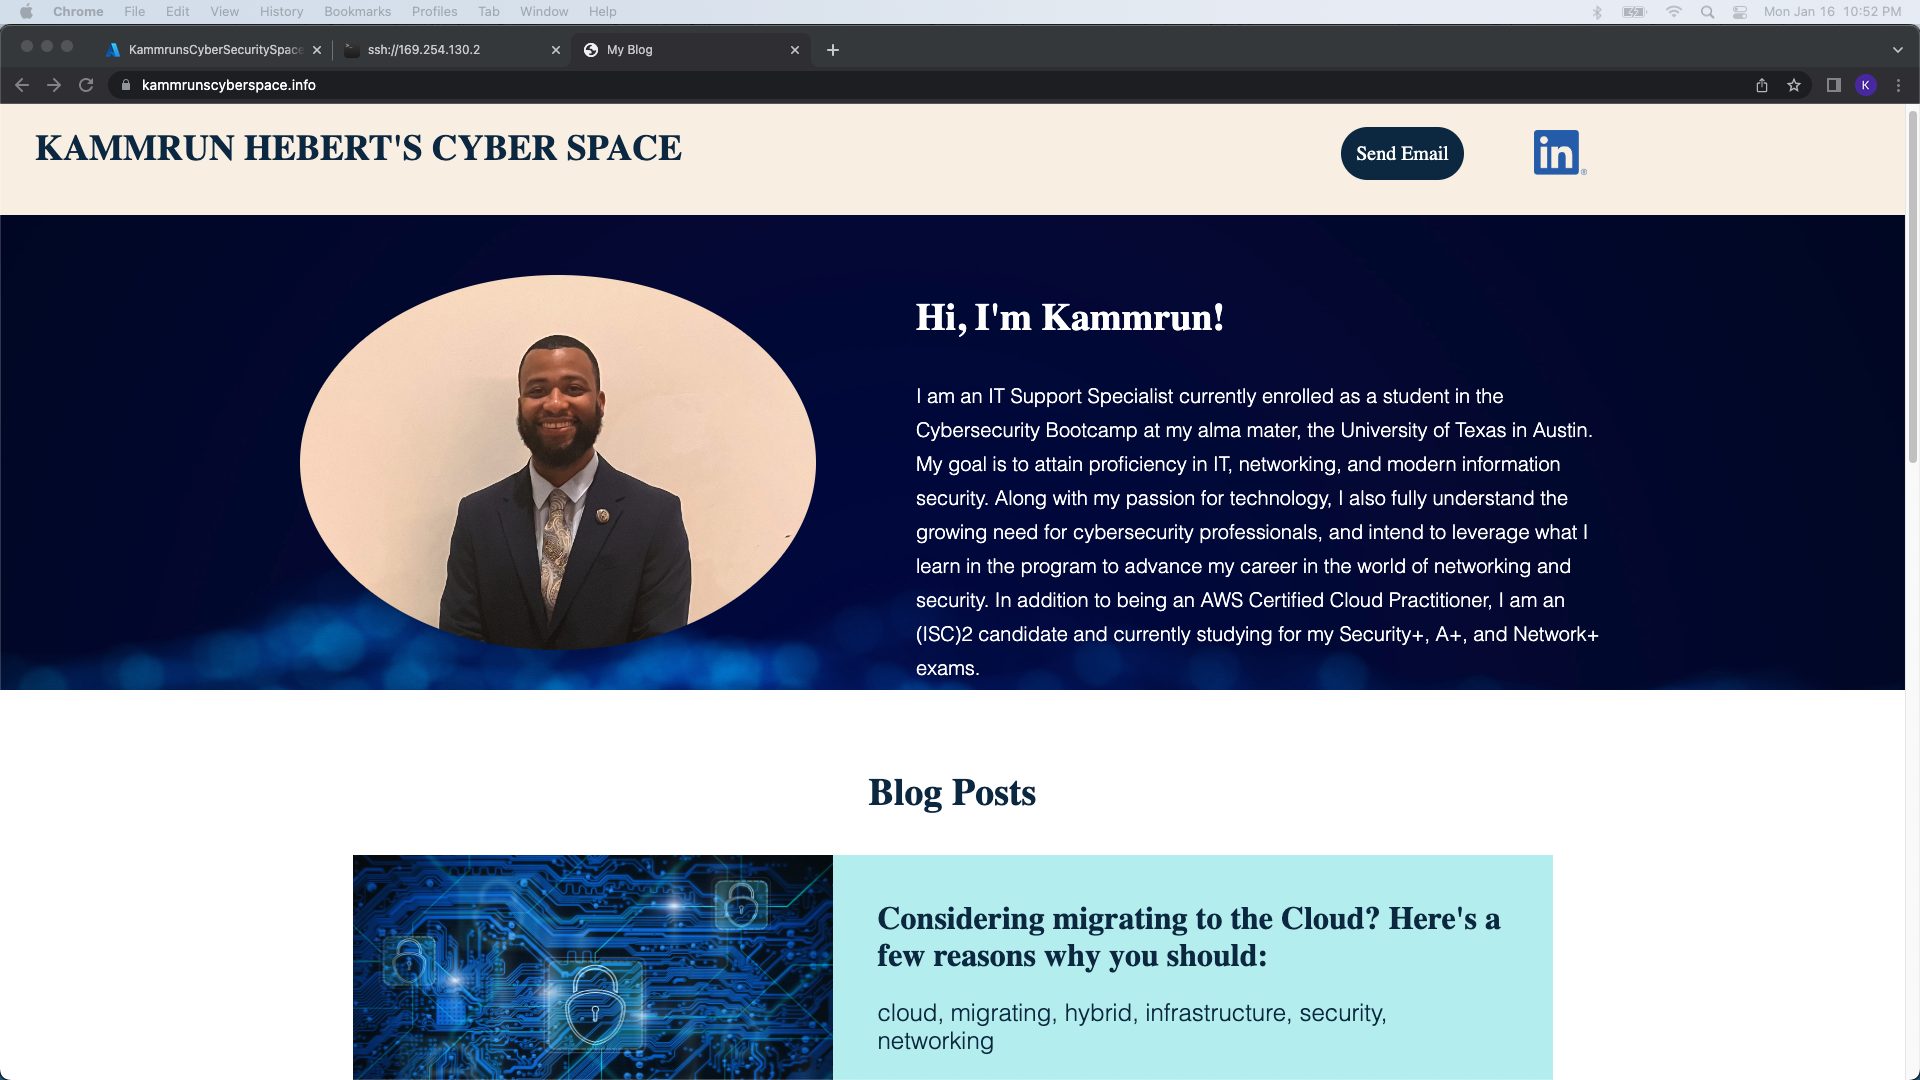 Chrome File Edit View History Bookmarks Profiles Tab Window Help Mon Jan 16 10:52 PM
KammrunsCyberSecuritySpace ssh://169.254.130.2 My Blog
kammrunscyberspace.info K
KAMMRUN HEBERT'S CYBER SPACE
Send Email
in®
Hi, I'm Kammrun!
I am an IT Support Specialist currently enrolled as a student in the
Cybersecurity Bootcamp at my alma mater, the University of Texas in Austin.
My goal is to attain proficiency in IT, networking, and modern information
security. Along with my passion for technology, I also fully understand the
growing need for cybersecurity professionals, and intend to leverage what I
learn in the program to advance my career in the world of networking and
security. In addition to being an AWS Certified Cloud Practitioner, I am an
(ISC)2 candidate and currently studying for my Security+, A+, and Network+
exams.
Blog Posts
Considering migrating to the Cloud? Here's a
few reasons why you should:
cloud, migrating, hybrid, infrastructure, security,
networking